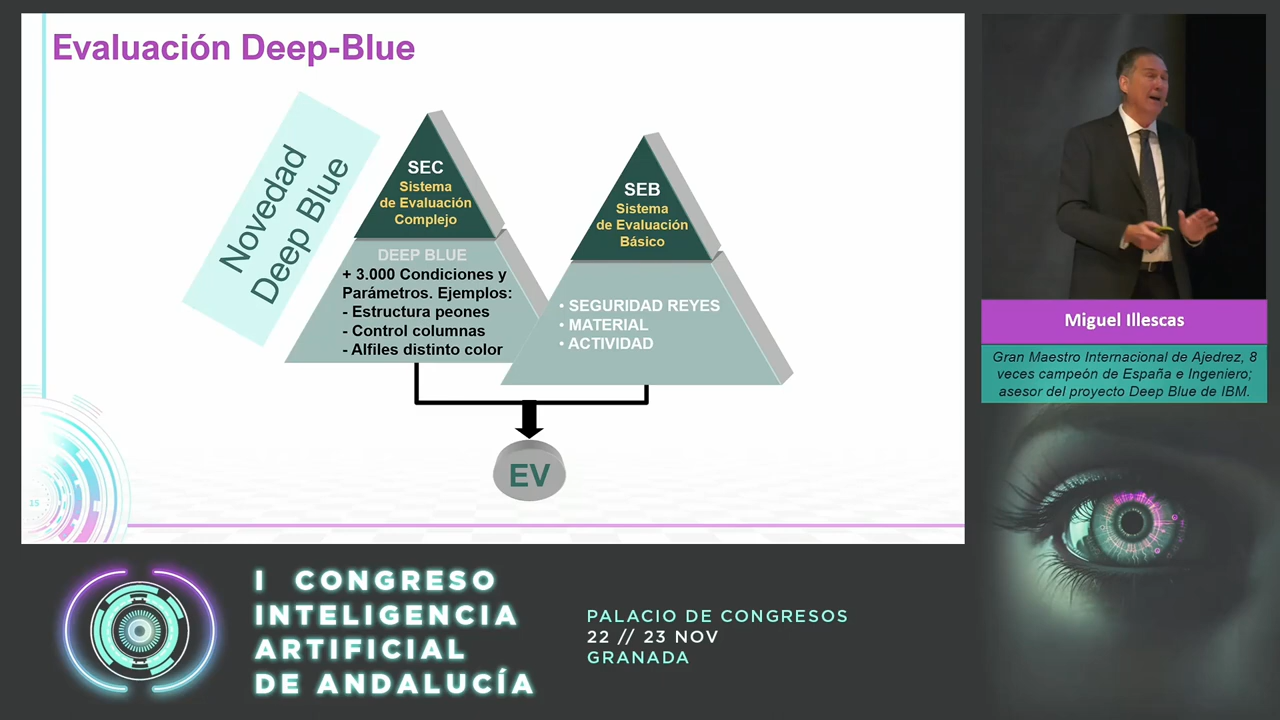 Evaluación Deep-Blue
Novedad
Deep Blue
SEC
Sistema
de Evaluación
Complejo
DEEP BLUE
+ 3.000 Condiciones y
Parámetros. Ejemplos:
- Estructura peones
- Control columnas
- Alfiles distinto color
SEB
Sistema
de Evaluación
Básico
• SEGURIDAD REYES
• MATERIAL
• ACTIVIDAD
EV
15
Miguel Illescas
Gran Maestro Internacional de Ajedrez, 8
veces campeón de España e Ingeniero;
asesor del proyecto Deep Blue de IBM.
I CONGRESO
INTELIGENCIA
ARTIFICIAL
DE ANDALUCÍA
PALACIO DE CONGRESOS
22 // 23 NOV
GRANADA